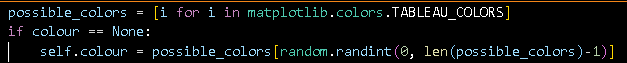 possible_colors = [i for i in matplotlib.colors.TABLEAU_COLORS]
if colour == None:
    self.colour = possible_colors[random.randint(0, len(possible_colors)-1)]